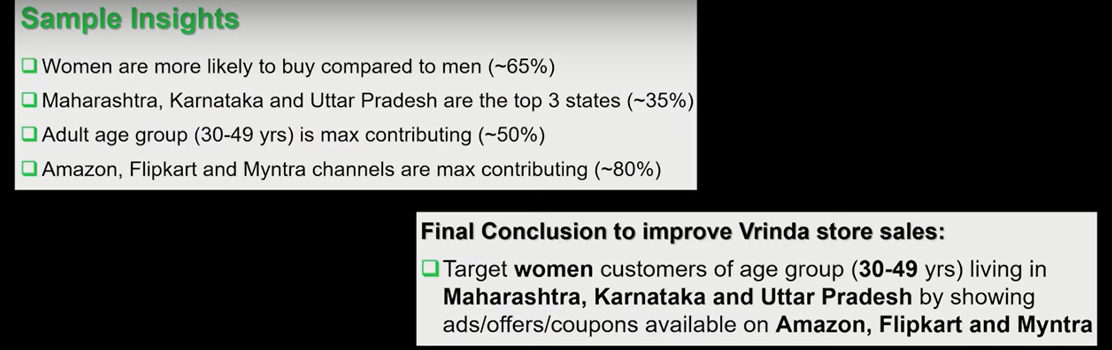 Sample Insights
Women are more likely to buy compared to men (~65%)
Maharashtra, Karnataka and Uttar Pradesh are the top 3 states (~35%)
Adult age group (30-49 yrs) is max contributing (~50%)
Amazon, Flipkart and Myntra channels are max contributing (~80%)
Final Conclusion to improve Vrinda store sales:
Target women customers of age group (30-49 yrs) living in
Maharashtra, Karnataka and Uttar Pradesh by showing
ads/offers/coupons available on Amazon, Flipkart and Myntra